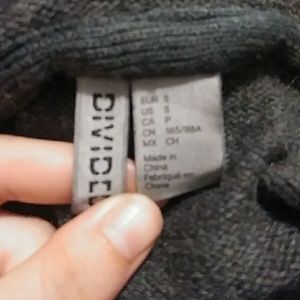 DIVIDED
EUR S
US S
CA P
CN 165/88A
MX CH
Made in
China
Fabriqué en
Chine